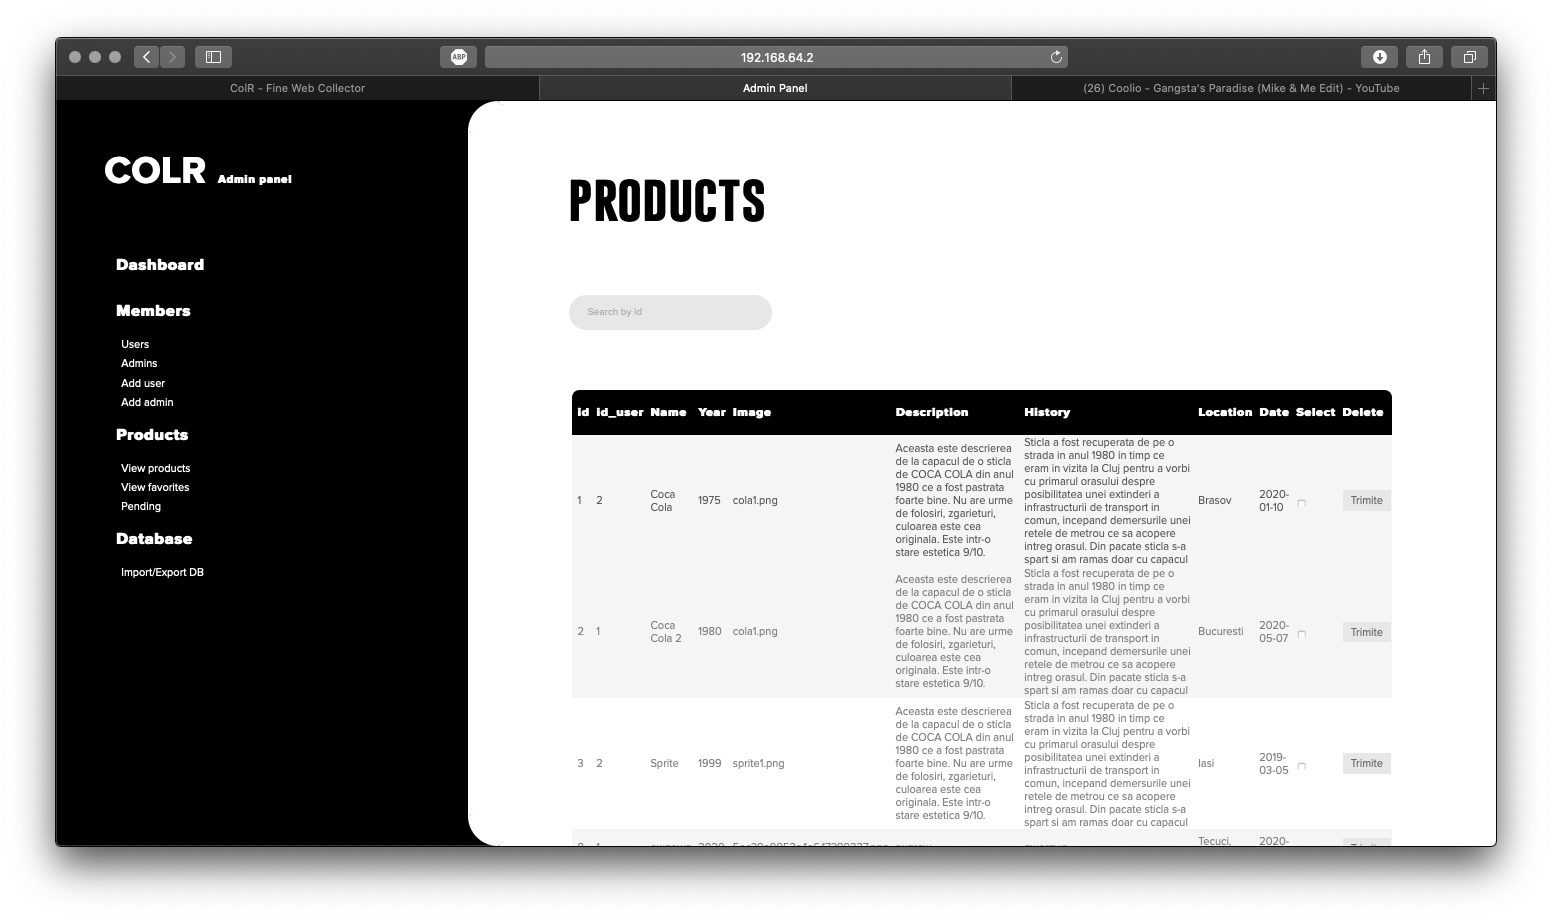 ABP
192.168.64.2
ColR - Fine Web Collector
Admin Panel
(26) Coolio - Gangsta's Paradise (Mike & Me Edit) - YouTube
COLR Admin panel
Dashboard
Members
Users
Admins
Add user
Add admin
Products
View products
View favorites
Pending
Database
Import/Export DB
PRODUCTS
Search by id
id id_user Name Year Image Description History Location Date Select Delete
1 2
Coca
Cola
1975 cola1.png
Aceasta este descrierea
de la capacul de o sticla
de COCA COLA din anul
1980 ce a fost pastrata
foarte bine. Nu are urme
de folosiri, zgarieturi,
culoarea este cea
originala. Este intr-o
stare estetica 9/10.
Sticla a fost recuperata de pe o
strada in anul 1980 in timp ce
eram in vizita la Cluj pentru a vorbi
cu primarul orasului despre
posibilitatea unei extinderi a
infrastructurii de transport in
comun, incepand demersurile unei
retele de metrou ce sa acopere
intreg orasul. Din pacate sticla s-a
spart si am ramas doar cu capacul
Brasov
2020-
01-10
Trimite
2 1
Coca
Cola 2
1980 cola1.png
Aceasta este descrierea
de la capacul de o sticla
de COCA COLA din anul
1980 ce a fost pastrata
foarte bine. Nu are urme
de folosiri, zgarieturi,
culoarea este cea
originala. Este intr-o
stare estetica 9/10.
Sticla a fost recuperata de pe o
strada in anul 1980 in timp ce
eram in vizita la Cluj pentru a vorbi
cu primarul orasului despre
posibilitatea unei extinderi a
infrastructurii de transport in
comun, incepand demersurile unei
retele de metrou ce sa acopere
intreg orasul. Din pacate sticla s-a
spart si am ramas doar cu capacul
Bucuresti
2020-
05-07
Trimite
3 2
Sprite
1999 sprite1.png
Aceasta este descrierea
de la capacul de o sticla
de COCA COLA din anul
1980 ce a fost pastrata
foarte bine. Nu are urme
de folosiri, zgarieturi,
culoarea este cea
originala. Este intr-o
stare estetica 9/10.
Sticla a fost recuperata de pe o
strada in anul 1980 in timp ce
eram in vizita la Cluj pentru a vorbi
cu primarul orasului despre
posibilitatea unei extinderi a
infrastructurii de transport in
comun, incepand demersurile unei
retele de metrou ce sa acopere
intreg orasul. Din pacate sticla s-a
spart si am ramas doar cu capacul
Iasi
2019-
03-05
Trimite
Tecuci,
2020-